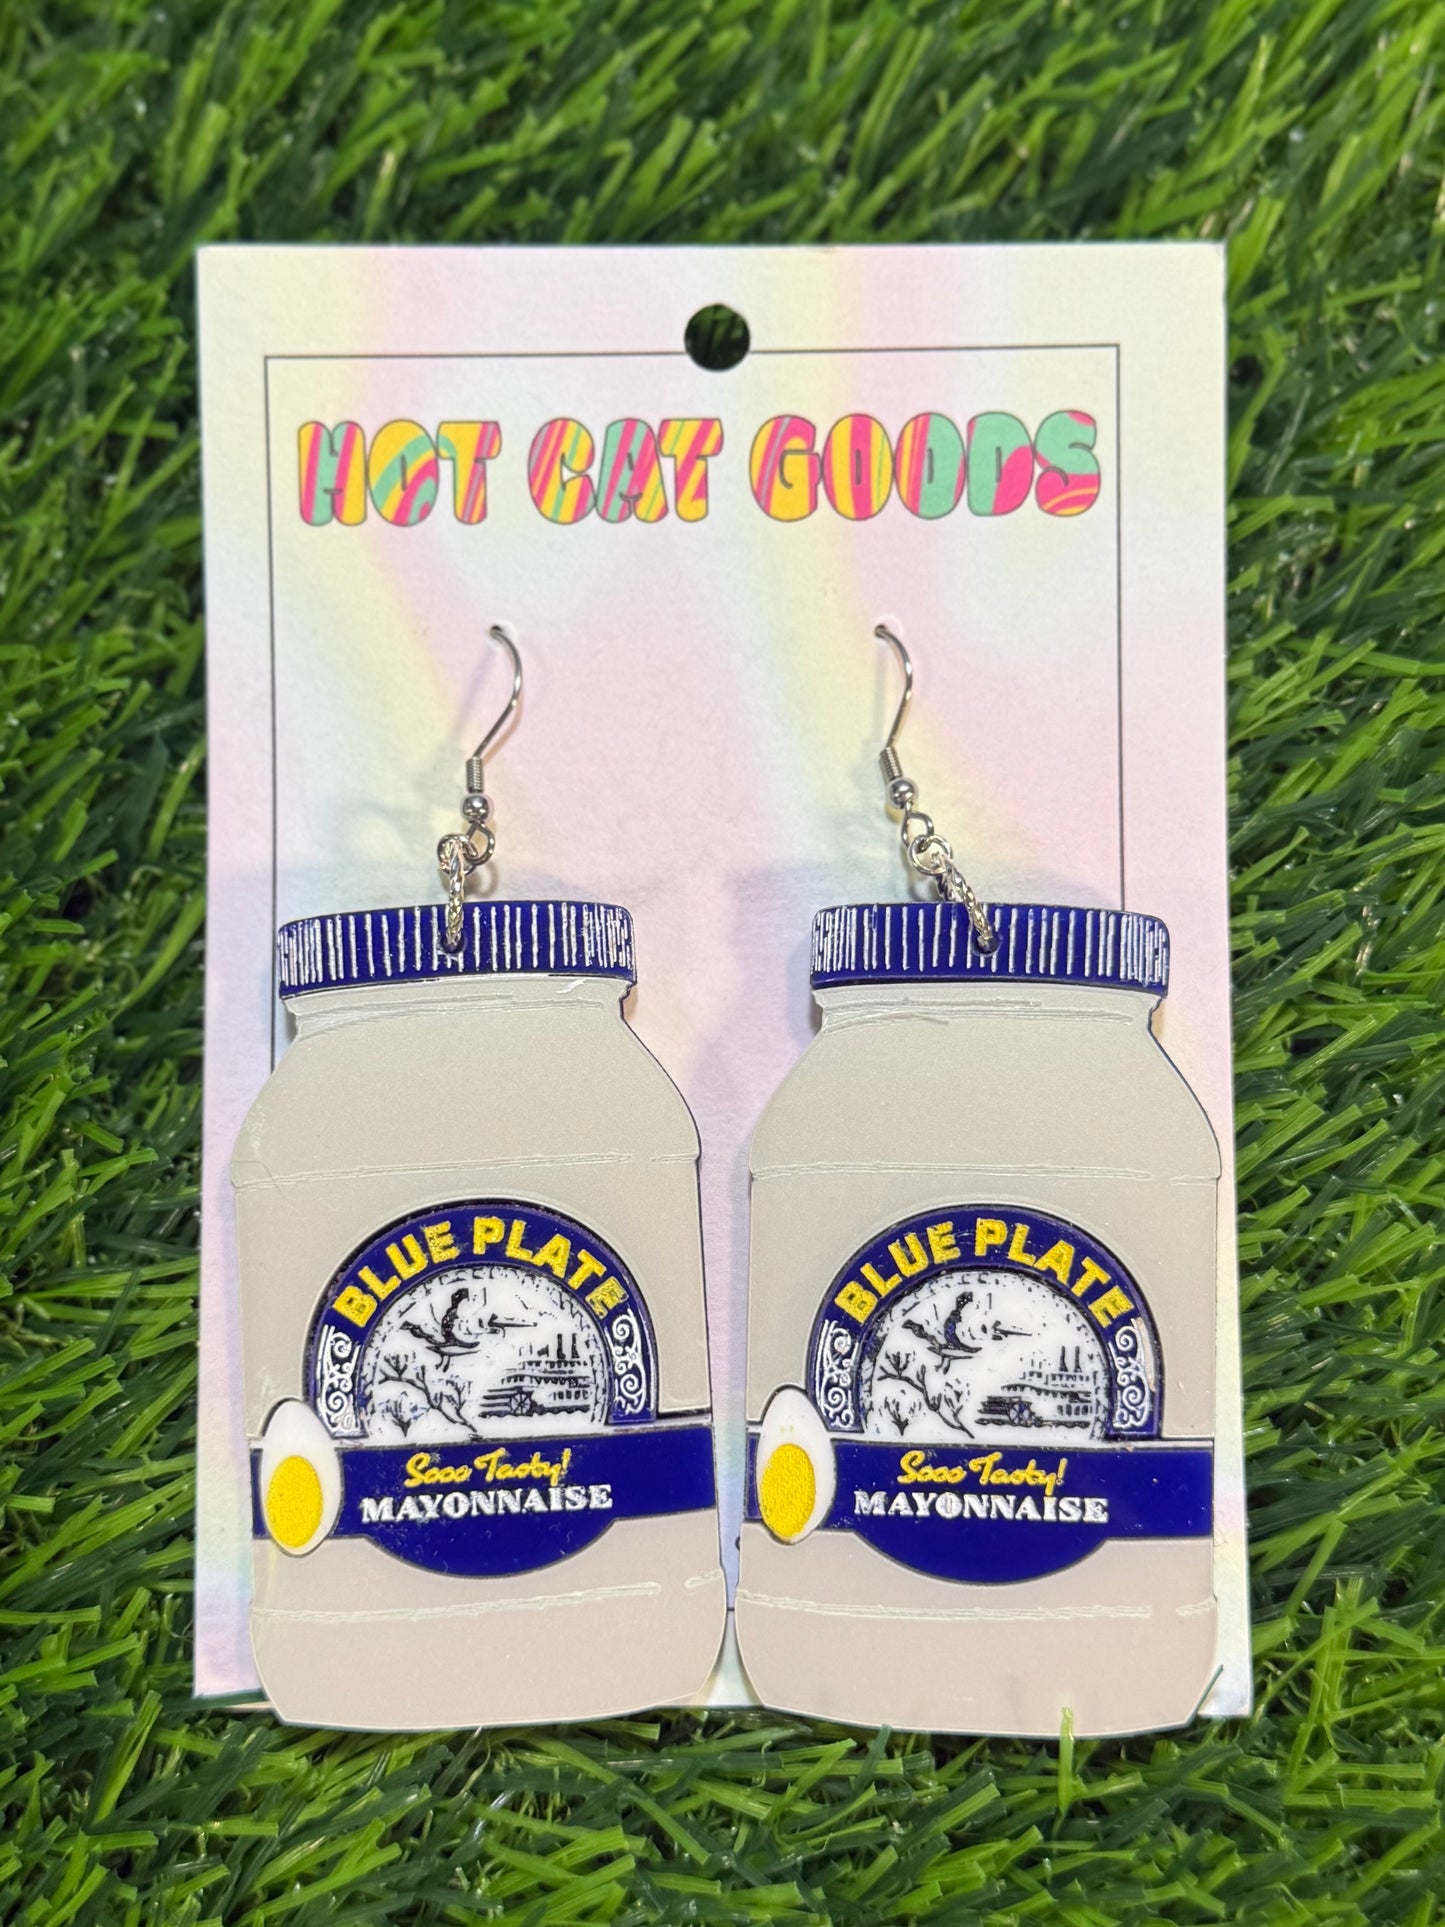 HOT CAT GOODS
BLUE PLATE
Sooo Tasty!
MAYONNAISE
BLUE PLATE
Sooo Tasty!
MAYONNAISE